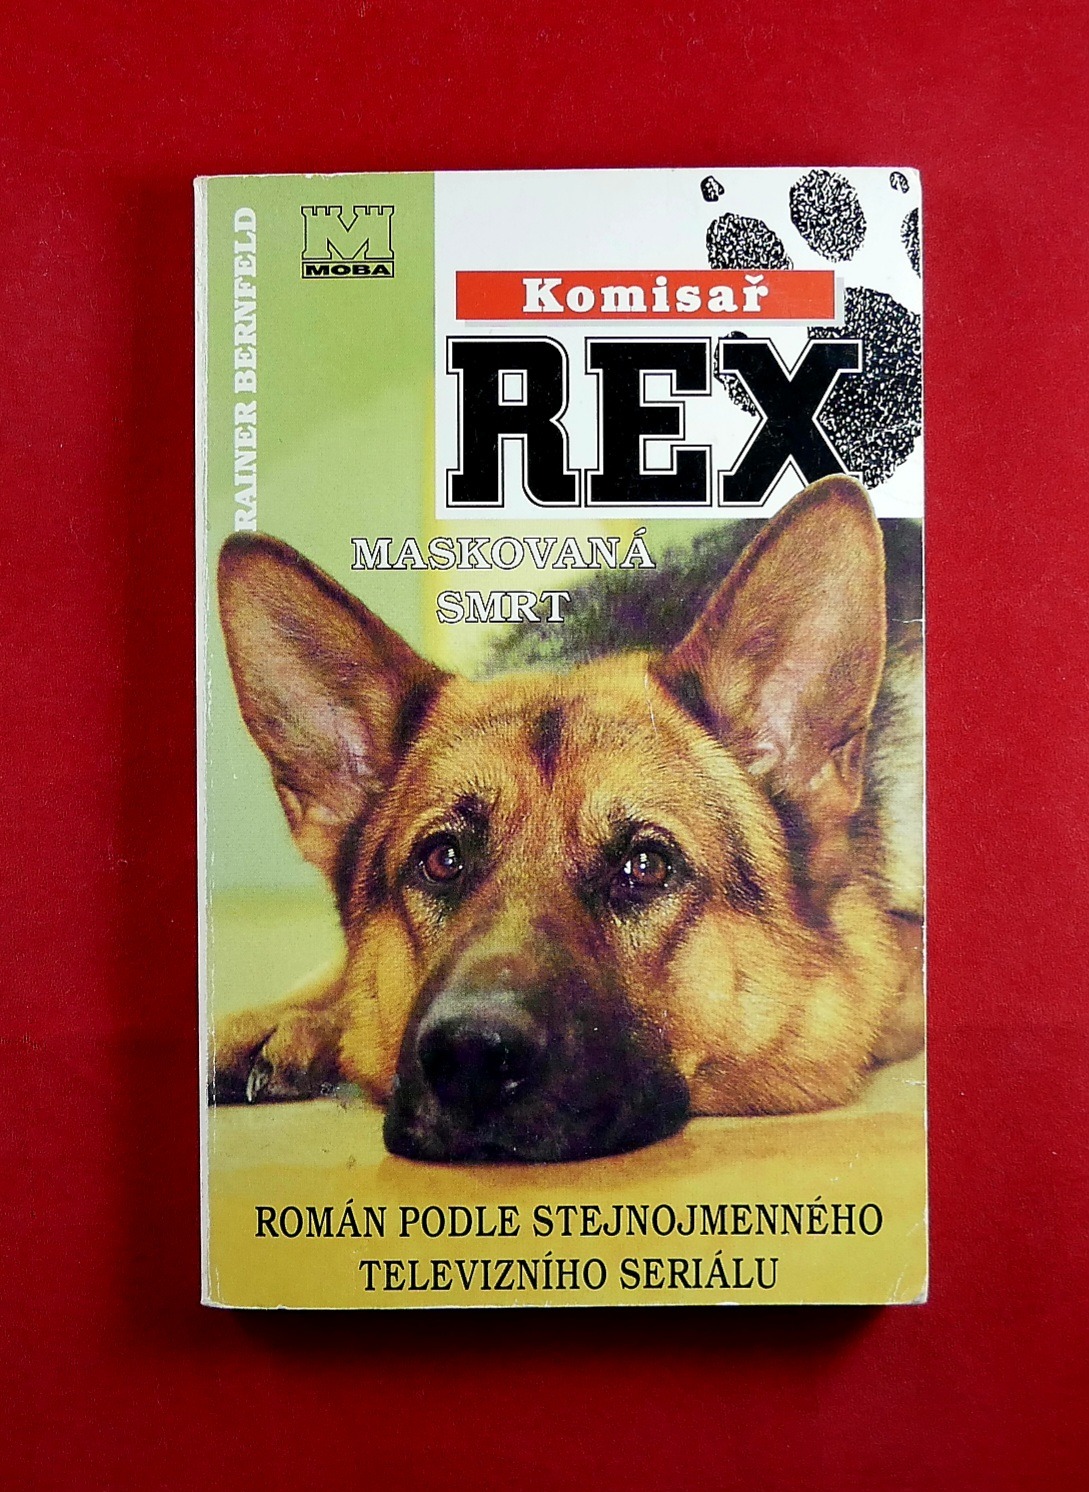 RAINER BERNFELD
M
MOBA
Komisař
REX
MASKOVANÁ
SMRT
ROMÁN PODLE STEJNOJMENNÉHO
TELEVIZNÍHO SERIÁLU